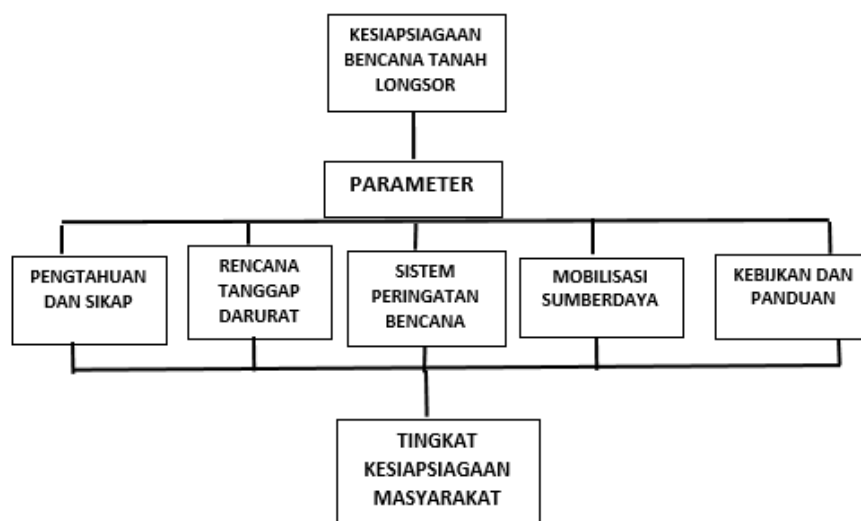 KESIAPSIAGAAN
BENCANA TANAH
LONGSOR
PARAMETER
PENGTAHUAN
DAN SIKAP
RENCANA
TANGGAP
DARURAT
SISTEM
PERINGATAN
BENCANA
MOBILISASI
SUMBERDAYA
KEBIJKAN DAN
PANDUAN
TINGKAT
KESIAPSIAGAAN
MASYARAKAT